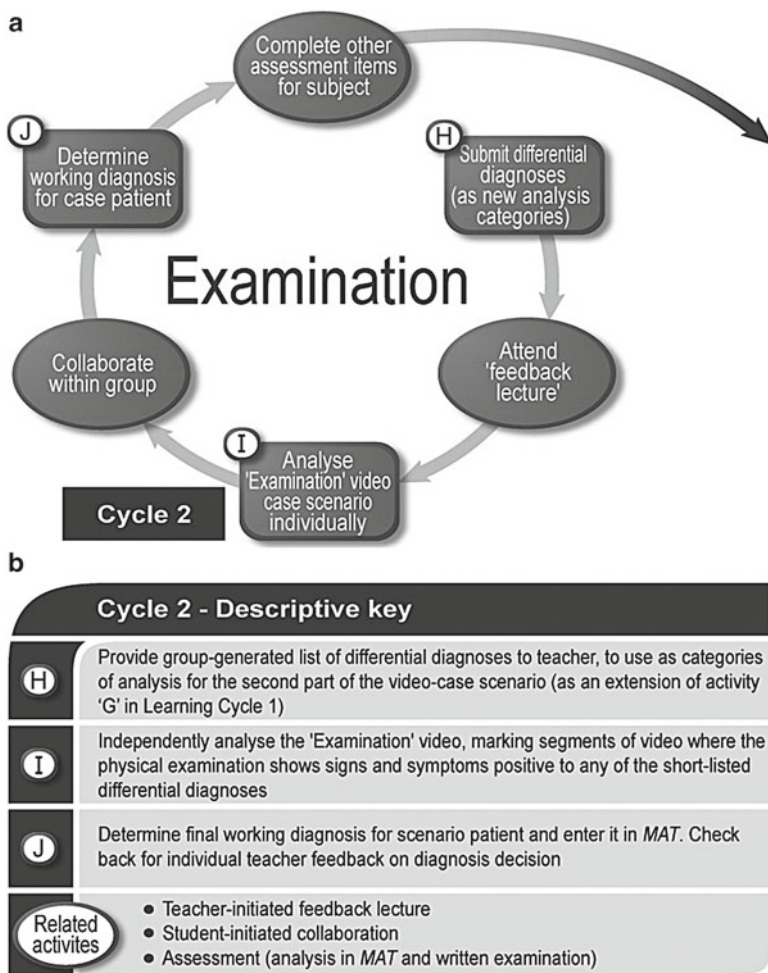 a
Complete other
assessment items
for subject
J
Determine
working diagnosis
for case patient
H
Submit differential
diagnoses
(as new analysis
categories)
Examination
Collaborate
within group
Attend
'feedback
lecture'
I
Analyse
'Examination' video
case scenario
individually
Cycle 2
b
Cycle 2 - Descriptive key
H
Provide group-generated list of differential diagnoses to teacher, to use as categories
of analysis for the second part of the video-case scenario (as an extension of activity
'G' in Learning Cycle 1)
I
Independently analyse the 'Examination' video, marking segments of video where the
physical examination shows signs and symptoms positive to any of the short-listed
differential diagnoses
J
Determine final working diagnosis for scenario patient and enter it in MAT. Check
back for individual teacher feedback on diagnosis decision
Related
activites
• Teacher-initiated feedback lecture
• Student-initiated collaboration
• Assessment (analysis in MAT and written examination)